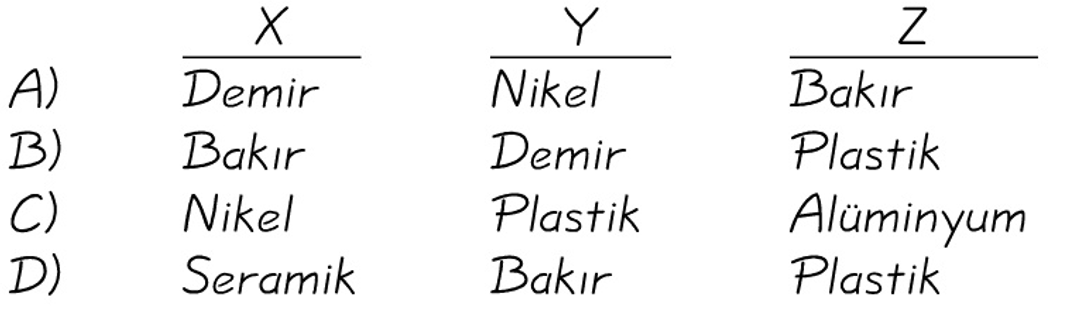 X Y Z
A) Demir Nikel Bakır
B) Bakır Demir Plastik
C) Nikel Plastik Alüminyum
D) Seramik Bakır Plastik